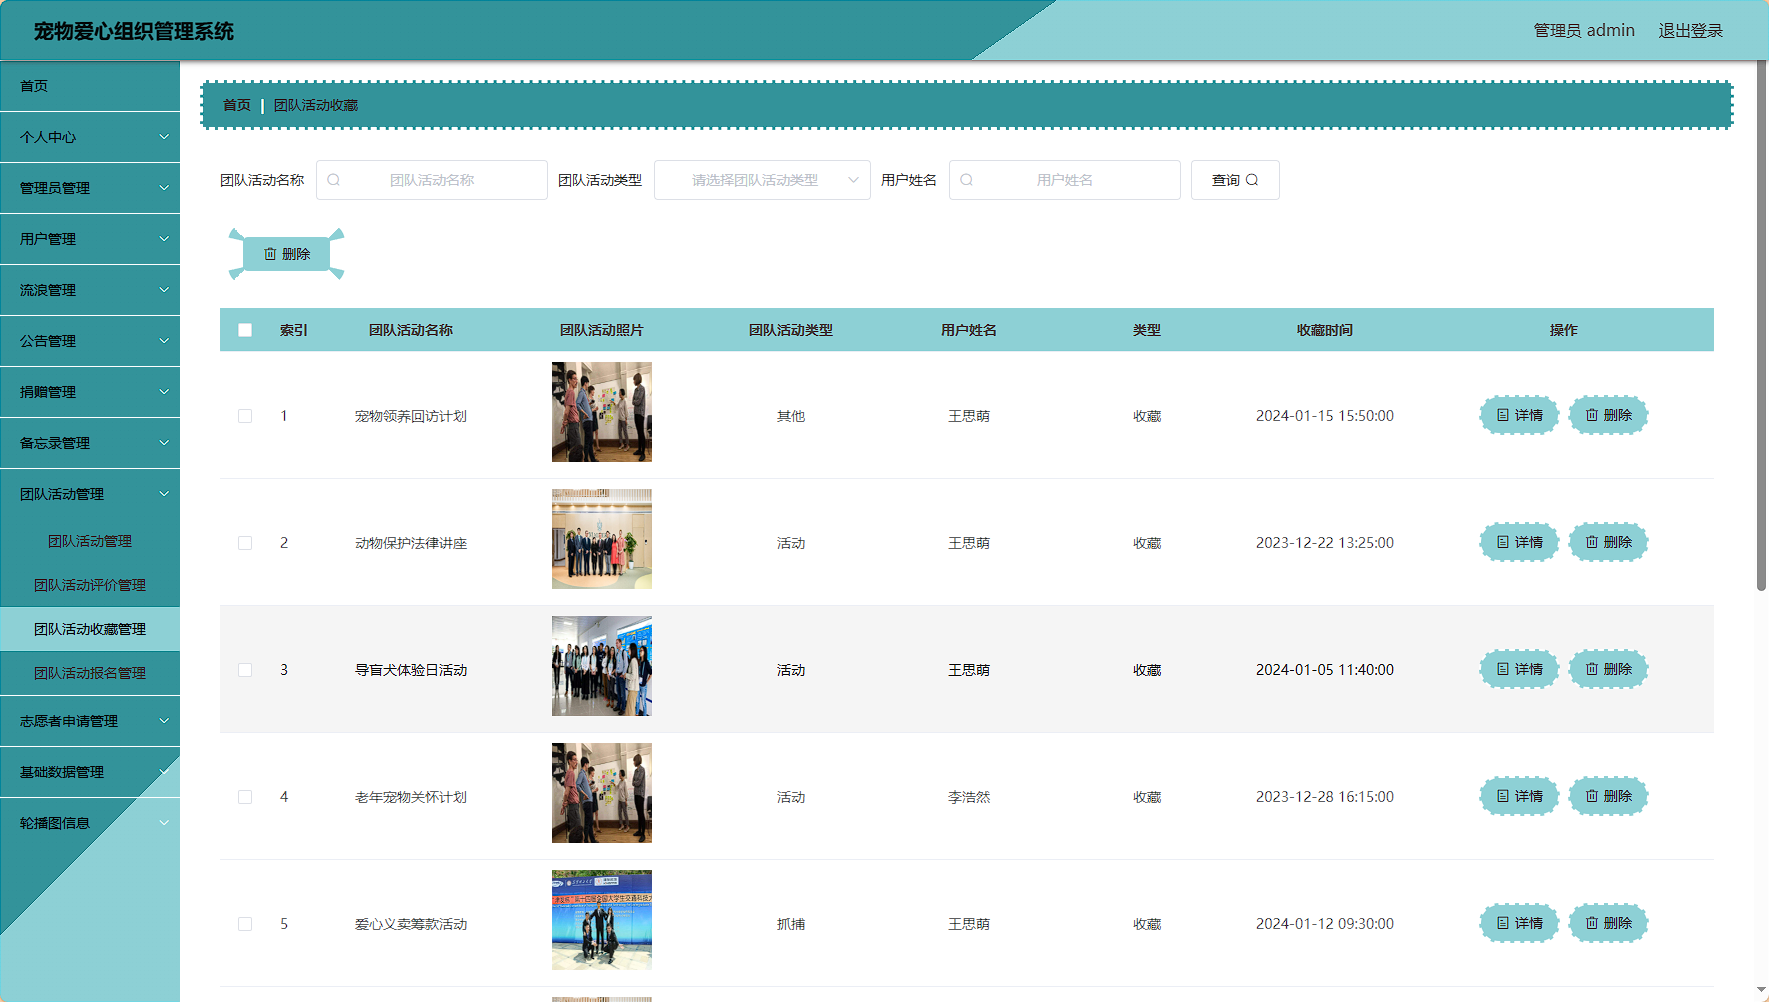 宠物爱心组织管理系统
管理员 admin 退出登录
首页
个人中心
管理员管理
用户管理
流浪管理
公告管理
捐赠管理
备忘录管理
团队活动管理
团队活动管理
团队活动评价管理
团队活动收藏管理
团队活动报名管理
志愿者申请管理
基础数据管理
轮播图信息
首页 团队活动收藏
团队活动名称 团队活动名称 团队活动类型 请选择团队活动类型 用户姓名 用户姓名 查询
删除
索引 团队活动名称 团队活动照片 团队活动类型 用户姓名 类型 收藏时间 操作
1 宠物领养回访计划 其他 王思萌 收藏 2024-01-15 15:50:00 详情 删除
2 动物保护法律讲座 活动 王思萌 收藏 2023-12-22 13:25:00 详情 删除
3 导盲犬体验日活动 活动 王思萌 收藏 2024-01-05 11:40:00 详情 删除
4 老年宠物关怀计划 活动 李浩然 收藏 2023-12-28 16:15:00 详情 删除
5 爱心义卖筹款活动 抓捕 王思萌 收藏 2024-01-12 09:30:00 详情 删除